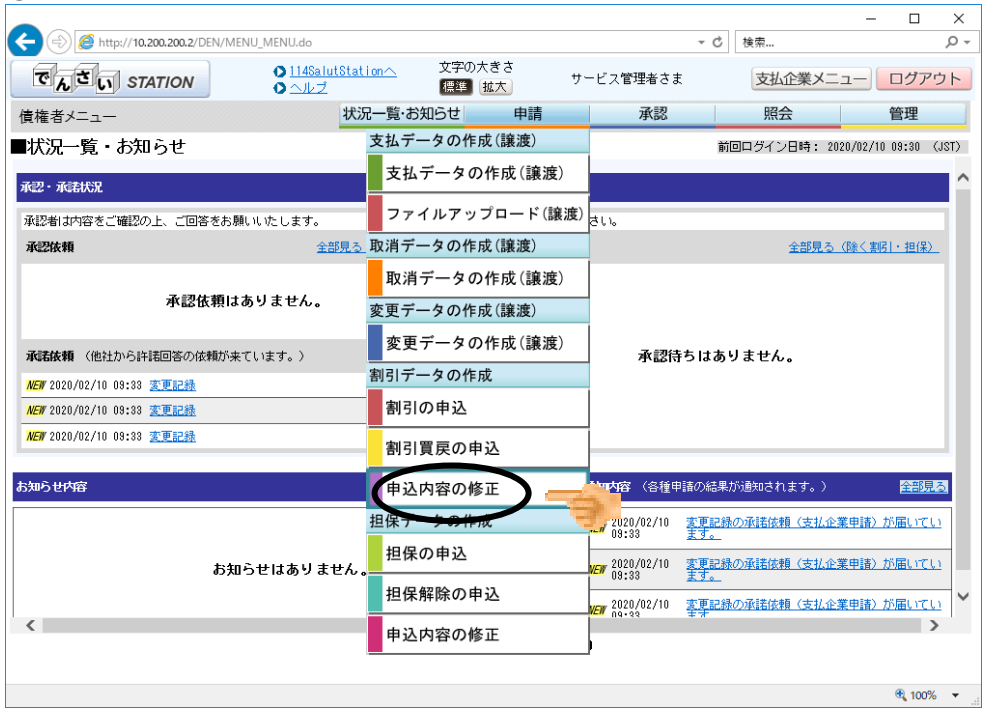 http://10.200.200.2/DEN/MENU_MENU.do
検索...
でんさい STATION
114SalutStationへ
ヘルプ
文字の大きさ
標準 拡大
サービス管理者さま
支払企業メニュー
ログアウト
債権者メニュー
状況一覧・お知らせ 申請 承認 照会 管理
■状況一覧・お知らせ
前回ログイン日時: 2020/02/10 09:30 (JST)
支払データの作成(譲渡)
支払データの作成(譲渡)
ファイルアップロード(譲渡)
取消データの作成(譲渡)
取消データの作成(譲渡)
変更データの作成(譲渡)
変更データの作成(譲渡)
割引データの作成
割引の申込
割引買戻の申込
申込内容の修正
担保データの作成
担保の申込
担保解除の申込
申込内容の修正
承認・承諾状況
承認者は内容をご確認の上、ご回答をお願いいたします。
さい。
承認依頼
全部見る
全部見る(除く割引・担保)
承認依頼はありません。
承認待ちはありません。
承諾依頼 (他社から許諾回答の依頼が来ています。)
NEW 2020/02/10 09:33 変更記録
NEW 2020/02/10 09:33 変更記録
NEW 2020/02/10 09:33 変更記録
お知らせ内容
内容 (各種申請の結果が通知されます。)
全部見る
お知らせはありません。
2020/02/10 09:33 変更記録の承諾依頼(支払企業申請)が届いています。
NEW 2020/02/10 09:33 変更記録の承諾依頼(支払企業申請)が届いています。
NEW 2020/02/10 09:33 変更記録の承諾依頼(支払企業申請)が届いています
100%